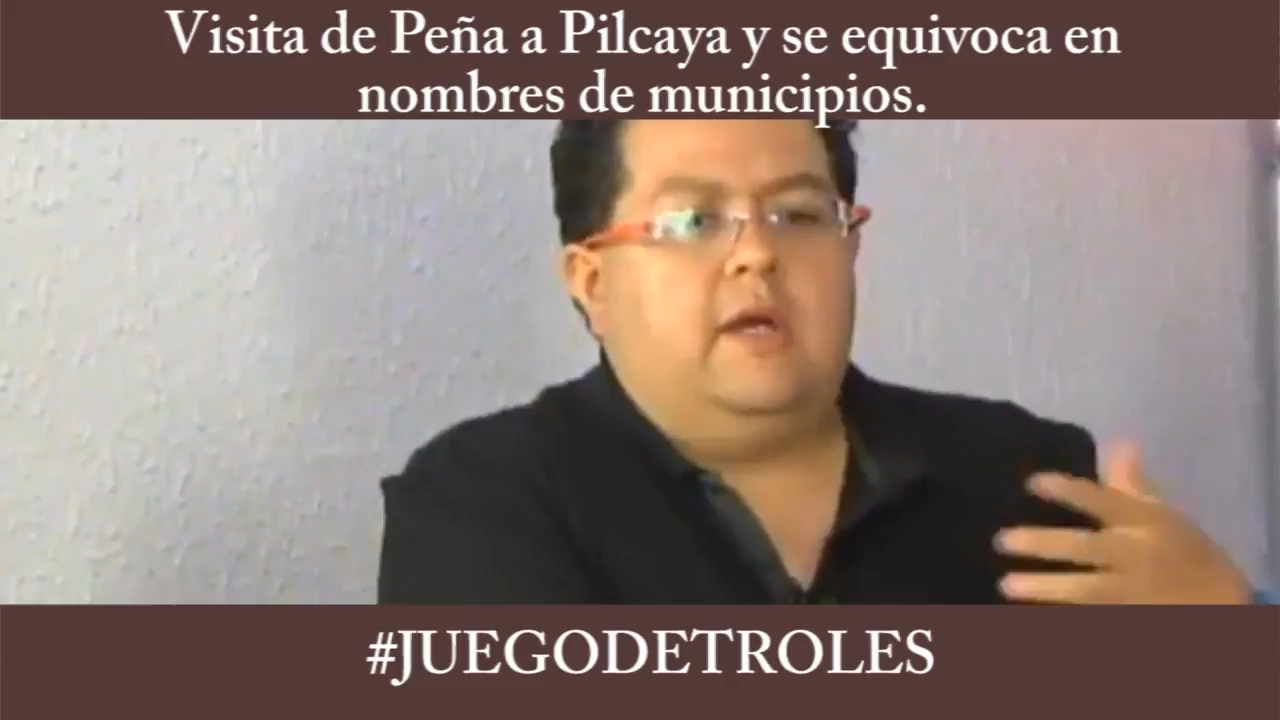 Visita de Peña a Pilcaya y se equivoca en
nombres de municipios.
#JUEGODETROLES